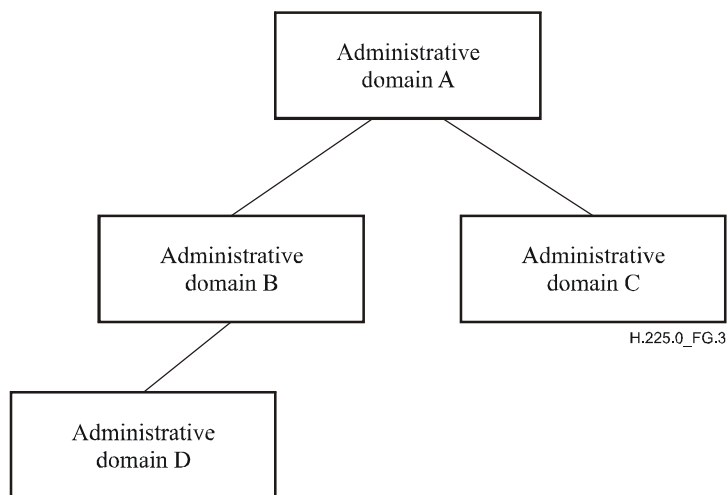 Administrative
domain A
Administrative
domain B
Administrative
domain C
H.225.0_FG.3
Administrative
domain D